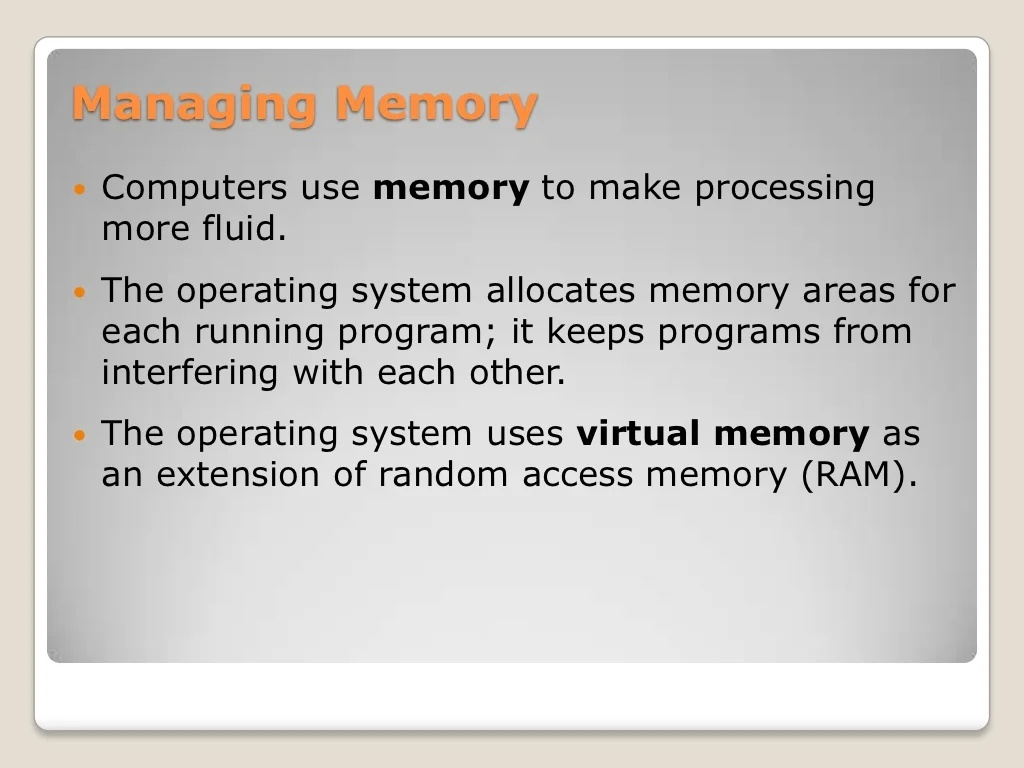 Managing Memory
• Computers use memory to make processing
more fluid.
• The operating system allocates memory areas for
each running program; it keeps programs from
interfering with each other.
• The operating system uses virtual memory as
an extension of random access memory (RAM).